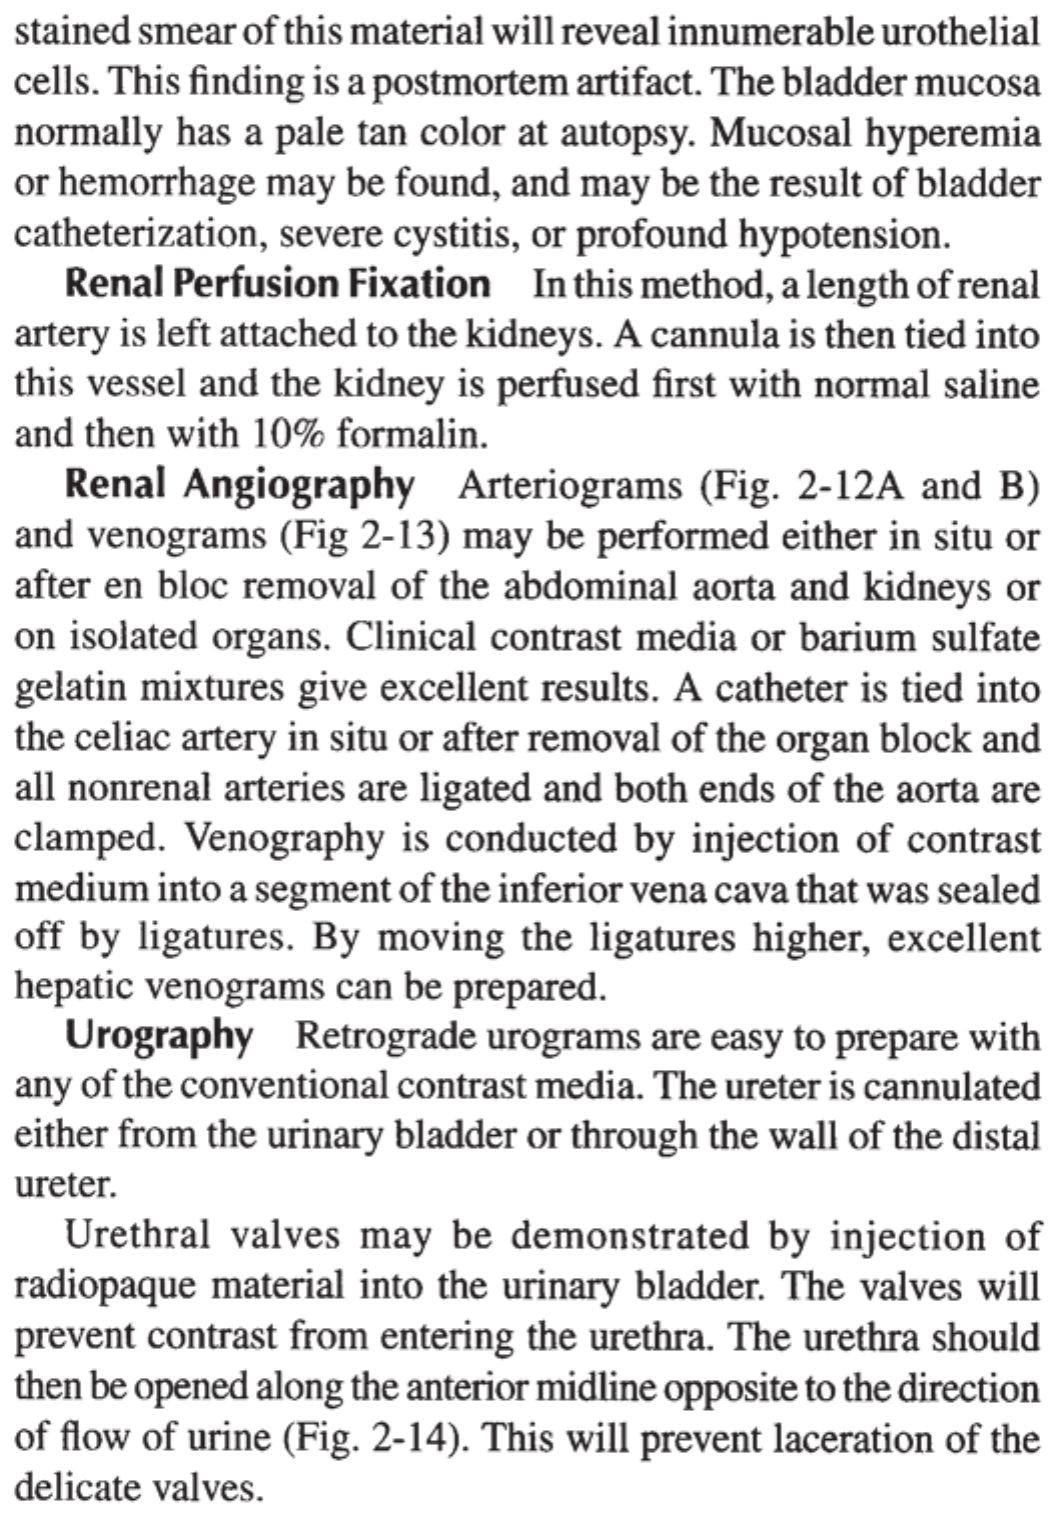 stained smear of this material will reveal innumerable urothelial
cells. This finding is a postmortem artifact. The bladder mucosa
normally has a pale tan color at autopsy. Mucosal hyperemia
or hemorrhage may be found, and may be the result of bladder
catheterization, severe cystitis, or profound hypotension.
Renal Perfusion Fixation In this method, a length of renal
artery is left attached to the kidneys. A cannula is then tied into
this vessel and the kidney is perfused first with normal saline
and then with 10% formalin.
Renal Angiography Arteriograms (Fig. 2-12A and B)
and venograms (Fig 2-13) may be performed either in situ or
after en bloc removal of the abdominal aorta and kidneys or
on isolated organs. Clinical contrast media or barium sulfate
gelatin mixtures give excellent results. A catheter is tied into
the celiac artery in situ or after removal of the organ block and
all nonrenal arteries are ligated and both ends of the aorta are
clamped. Venography is conducted by injection of contrast
medium into a segment of the inferior vena cava that was sealed
off by ligatures. By moving the ligatures higher, excellent
hepatic venograms can be prepared.
Urography Retrograde urograms are easy to prepare with
any of the conventional contrast media. The ureter is cannulated
either from the urinary bladder or through the wall of the distal
ureter.
Urethral valves may be demonstrated by injection of
radiopaque material into the urinary bladder. The valves will
prevent contrast from entering the urethra. The urethra should
then be opened along the anterior midline opposite to the direction
of flow of urine (Fig. 2-14). This will prevent laceration of the
delicate valves.